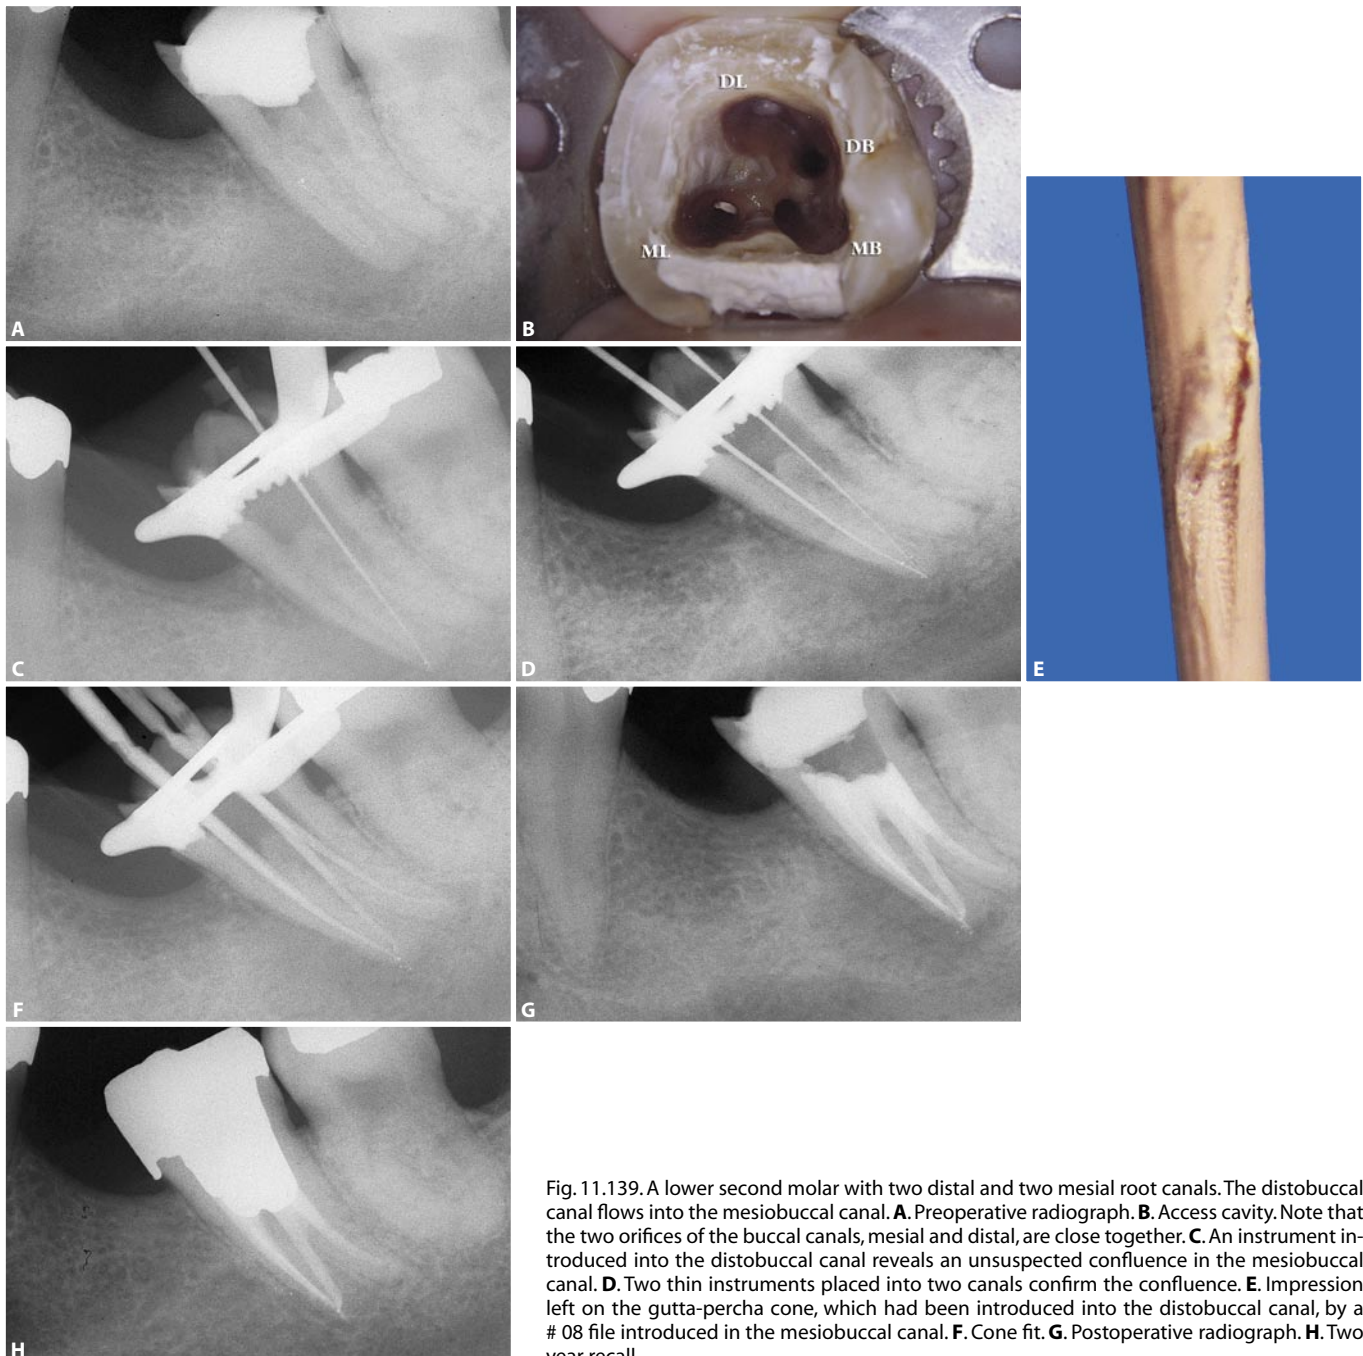 A
B
DL
DB
ML
MB
C
D
E
F
G
H
Fig. 11.139. A lower second molar with two distal and two mesial root canals. The distobuccal
canal flows into the mesiobuccal canal. A. Preoperative radiograph. B. Access cavity. Note that
the two orifices of the buccal canals, mesial and distal, are close together. C. An instrument in-
troduced into the distobuccal canal reveals an unsuspected confluence in the mesiobuccal
canal. D. Two thin instruments placed into two canals confirm the confluence. E. Impression
left on the gutta-percha cone, which had been introduced into the distobuccal canal, by a
# 08 file introduced in the mesiobuccal canal. F. Cone fit. G. Postoperative radiograph. H. Two
year recall